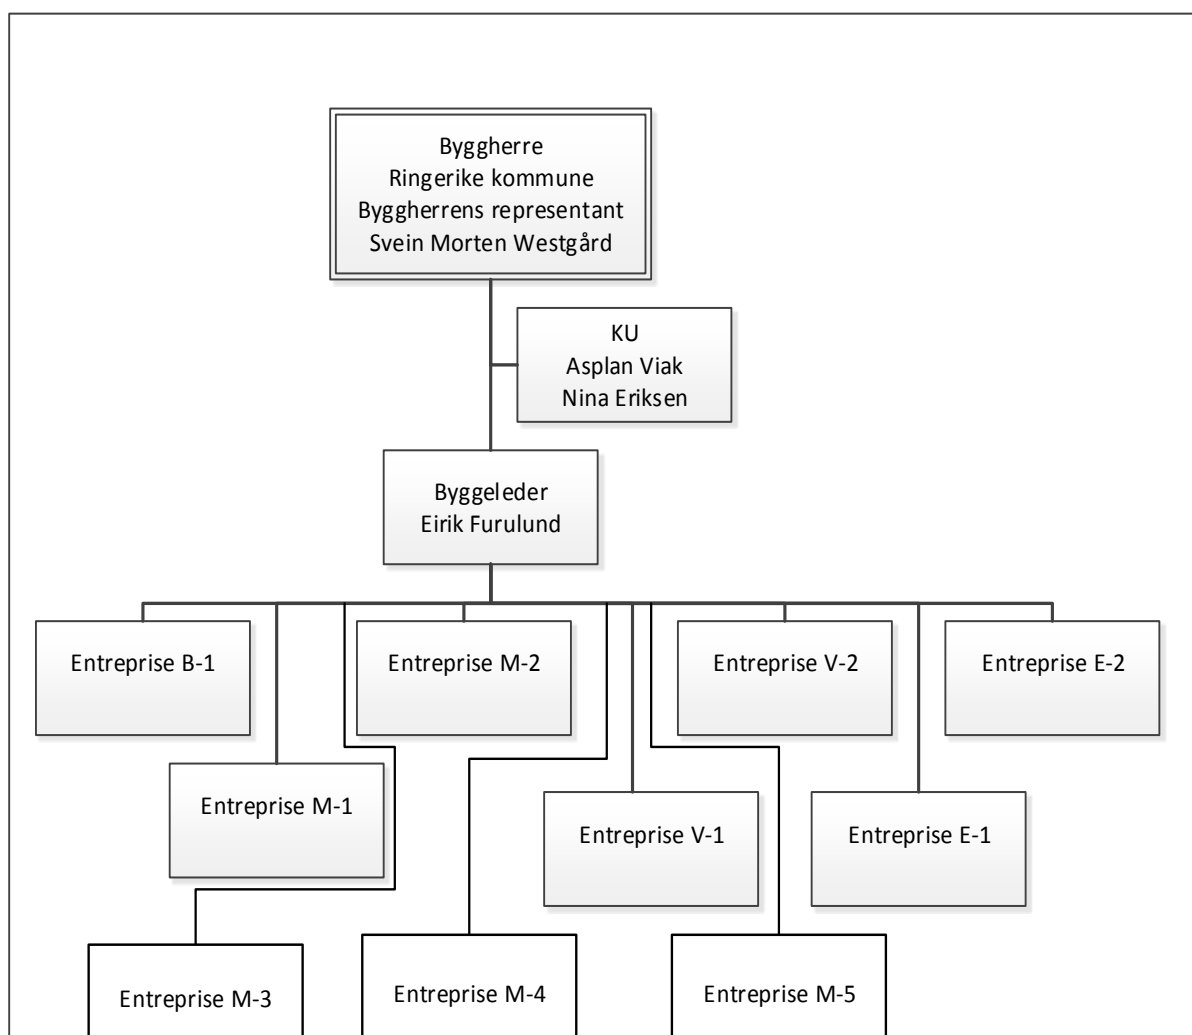 Byggherre
Ringerike kommune
Byggherrens representant
Svein Morten Westgård
KU
Asplan Viak
Nina Eriksen
Byggeleder
Eirik Furulund
Entreprise B-1
Entreprise M-2
Entreprise V-2
Entreprise E-2
Entreprise M-1
Entreprise V-1
Entreprise E-1
Entreprise M-3
Entreprise M-4
Entreprise M-5